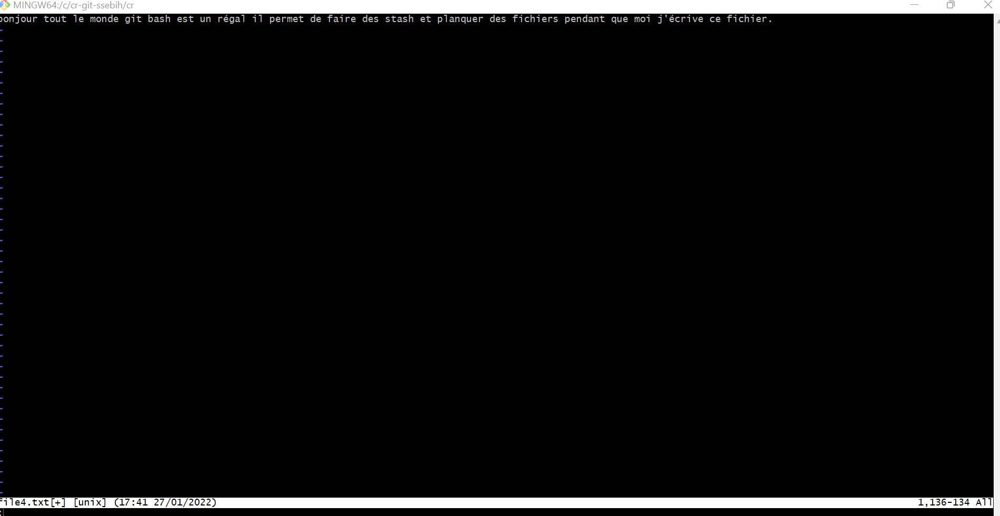 MINGW64:/c/cr-git-ssebih/cr
bonjour tout le monde git bash est un régal il permet de faire des stash et planquer des fichiers pendant que moi j'écrive ce fichier.
file4.txt[+] [unix] (17:41 27/01/2022) 1,136-134 All
: